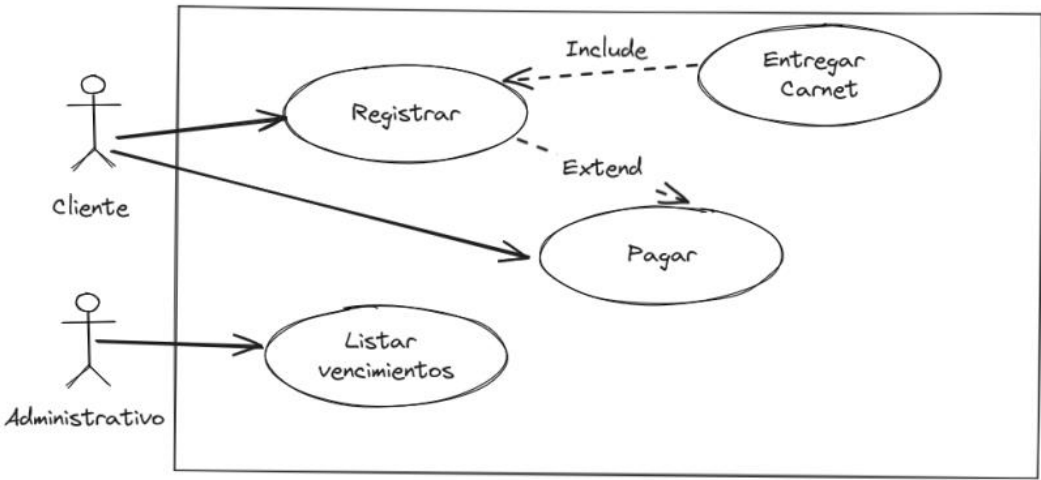 Include
Entregar
Carnet
Registrar
Extend
Cliente
Pagar
Listar
vencimientos
Administrativo